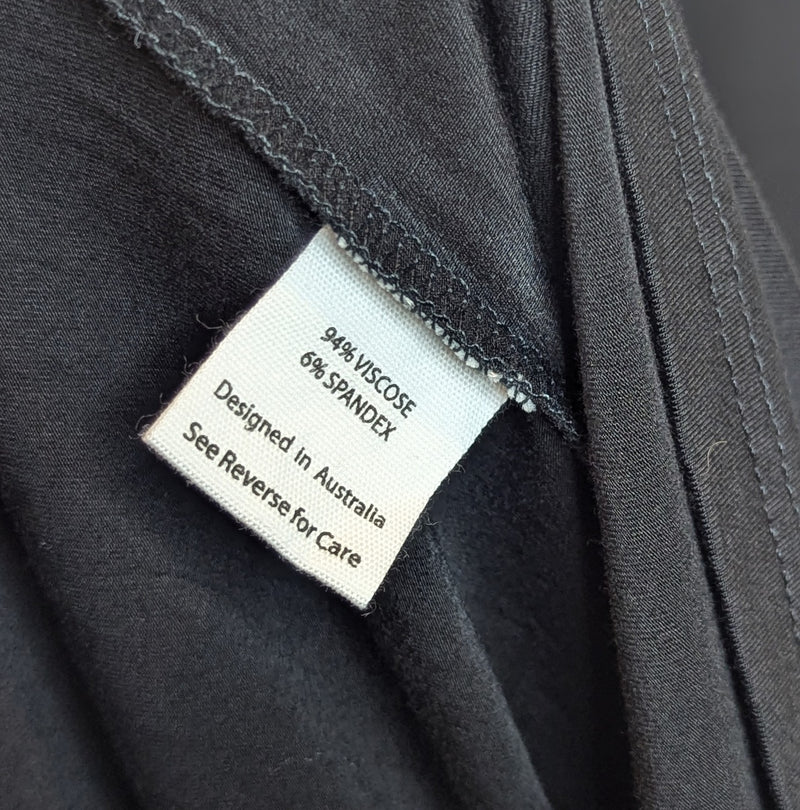 94% VISCOSE
6% SPANDEX
Designed in Australia
See Reverse for Care